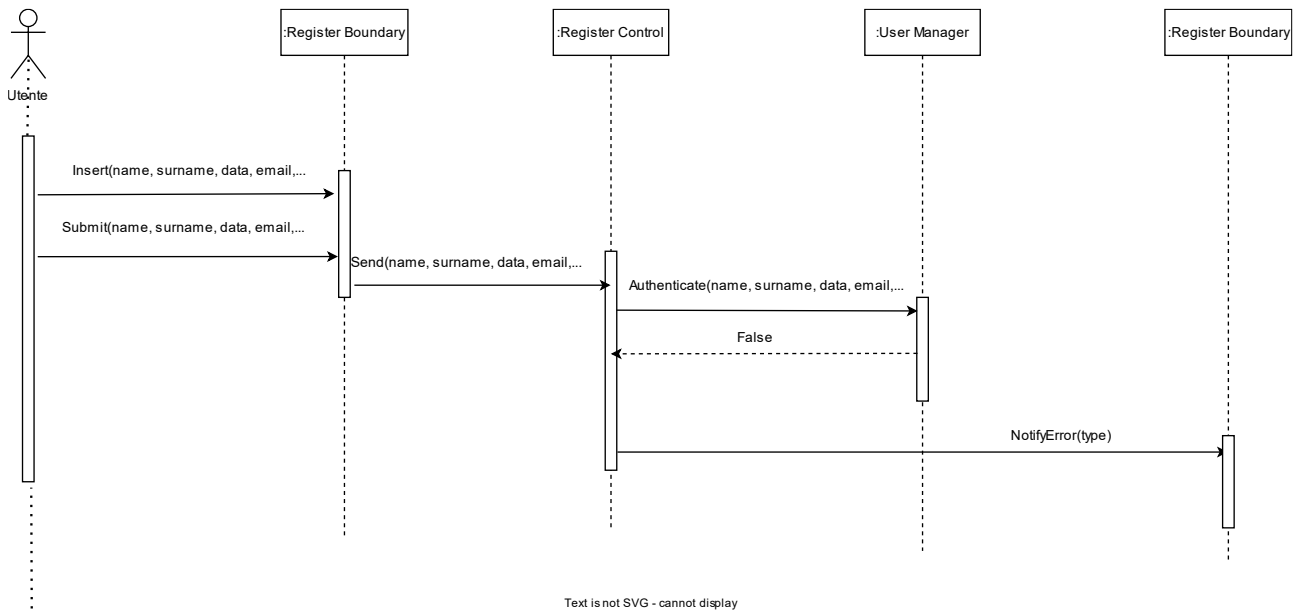 :Register Boundary
:Register Control
:User Manager
:Register Boundary
Utente
Insert(name, surname, data, email,...
Submit(name, surname, data, email,...
Send(name, surname, data, email,...
Authenticate(name, surname, data, email,...
False
NotifyError(type)
Text is not SVG - cannot display